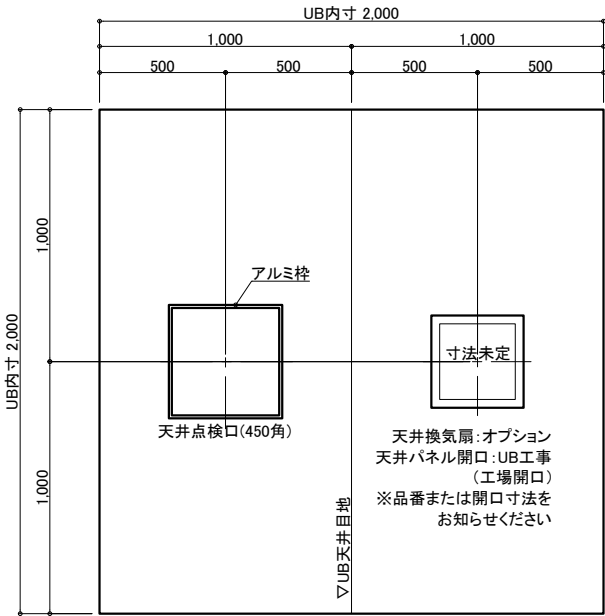 UB内寸 2,000
1,000
1,000
500
500
500
500
UB内寸 2,000
1,000
1,000
アルミ枠
寸法未定
天井点検口(450角)
天井換気扇:オプション
天井パネル開口:UB工事
(工場開口)
※品番または開口寸法を
お知らせください
▽UB天井目地